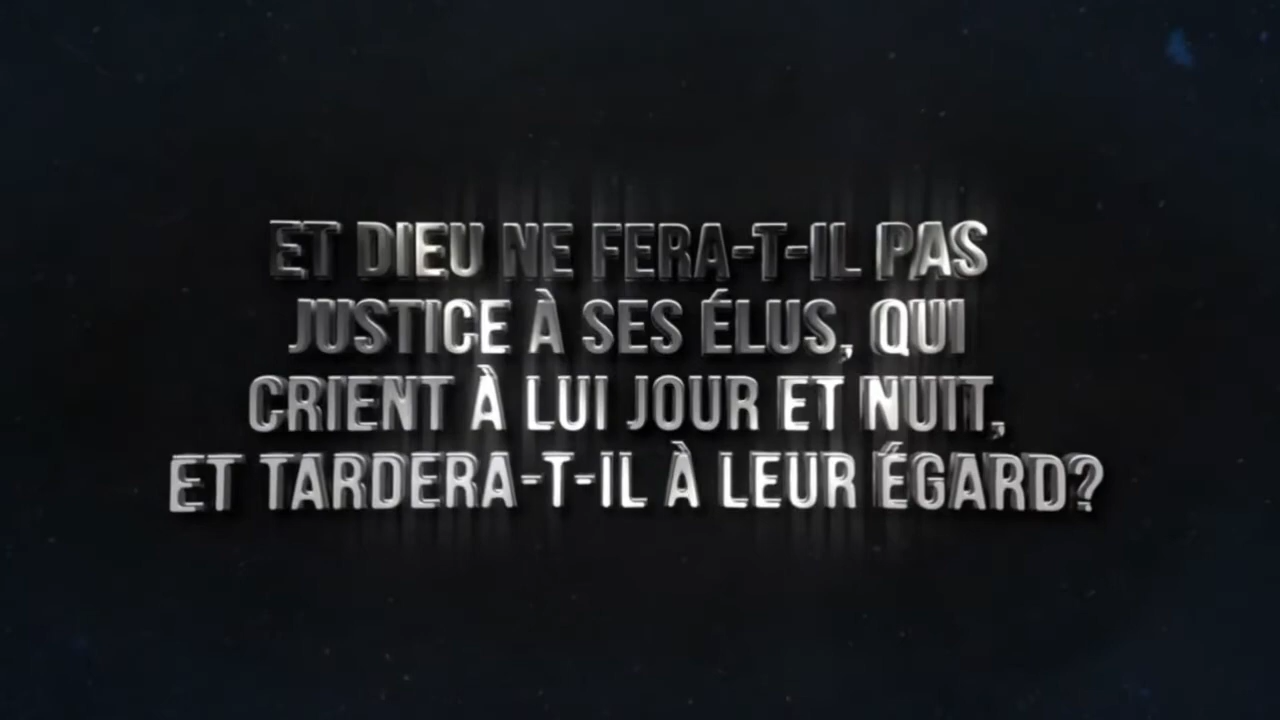 ET DIEU NE FERA-T-IL PAS
JUSTICE À SES ÉLUS, QUI
CRIENT À LUI JOUR ET NUIT,
ET TARDERA-T-IL À LEUR ÉGARD?